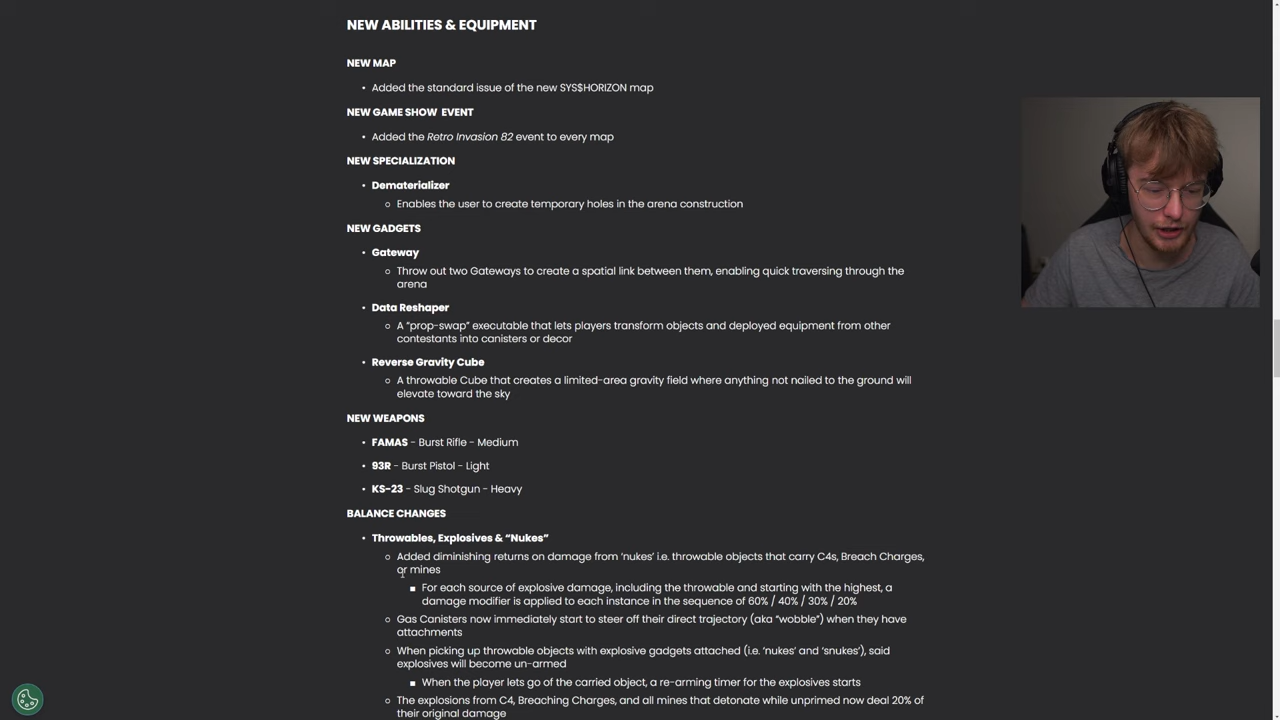 NEW ABILITIES & EQUIPMENT
NEW MAP
• Added the standard issue of the new SYS$HORIZON map
NEW GAME SHOW EVENT
• Added the Retro Invasion 82 event to every map
NEW SPECIALIZATION
• Dematerializer
○ Enables the user to create temporary holes in the arena construction
NEW GADGETS
• Gateway
○ Throw out two Gateways to create a spatial link between them, enabling quick traversing through the
arena
• Data Reshaper
○ A “prop-swap” executable that lets players transform objects and deployed equipment from other
contestants into canisters or decor
• Reverse Gravity Cube
○ A throwable Cube that creates a limited-area gravity field where anything not nailed to the ground will
elevate toward the sky
NEW WEAPONS
• FAMAS - Burst Rifle - Medium
• 93R - Burst Pistol - Light
• KS-23 - Slug Shotgun - Heavy
BALANCE CHANGES
• Throwables, Explosives & “Nukes”
○ Added diminishing returns on damage from ‘nukes’ i.e. throwable objects that carry C4s, Breach Charges,
or mines
■ For each source of explosive damage, including the throwable and starting with the highest, a
damage modifier is applied to each instance in the sequence of 60% / 40% / 30% / 20%
○ Gas Canisters now immediately start to steer off their direct trajectory (aka “wobble”) when they have
attachments
○ When picking up throwable objects with explosive gadgets attached (i.e. ‘nukes’ and ‘snukes’), said
explosives will become un-armed
■ When the player lets go of the carried object, a re-arming timer for the explosives starts
○ The explosions from C4, Breaching Charges, and all mines that detonate while unprimed now deal 20% of
their original damage